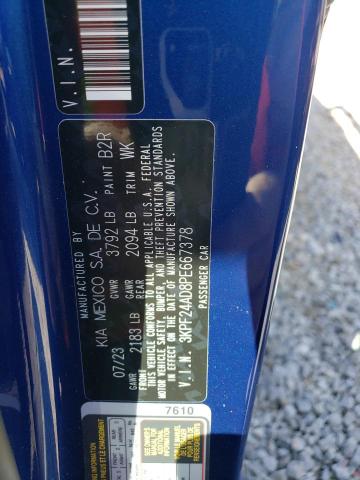 V.I.N.
MANUFACTURED BY
KIA MEXICO S.A. DE C.V.
07/23 GVWR 3792 LB PAINT B2R
GAWR FRONT 2183 LB GAWR REAR 2094 LB TRIM WK
THIS VEHICLE CONFORMS TO ALL APPLICABLE U.S.A. FEDERAL
MOTOR VEHICLE SAFETY, BUMPER, AND THEFT PREVENTION STANDARDS
IN EFFECT ON THE DATE OF MANUFACTURE SHOWN ABOVE.
V.I.N. 3KPF24AD8PE667378
PASSENGER CAR
7610